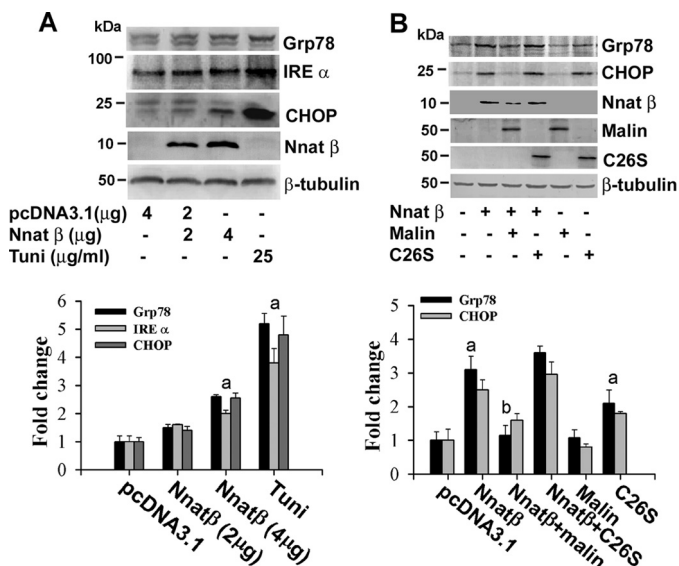 A
kDa
Grp78
100
IRE α
25
CHOP
10
Nnat β
50
β-tubulin
pcDNA3.1(µg) 4 2 - -
Nnat β (µg) - 2 4 -
Tuni (µg/ml) - - - 25
Fold change
6
5
4
3
2
1
0
Grp78
IRE α
CHOP
a
a
pcDNA3.1
Nnatβ (2µg)
Nnatβ (4µg)
Tuni
B
kDa
Grp78
25
CHOP
10
Nnat β
50
Malin
50
C26S
50
β-tubulin
Nnat β - + + + - -
Malin - - + - + -
C26S - - - + - +
Fold change
5
4
3
2
1
0
Grp78
CHOP
a
b
a
pcDNA3.1
Nnatβ
Nnatβ+malin
Nnatβ+C26S
Malin
C26S